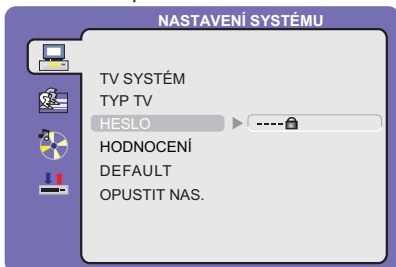 NASTAVENÍ SYSTÉMU
TV SYSTÉM
TYP TV
HESLO ----
HODNOCENÍ
DEFAULT
OPUSTIT NAS.